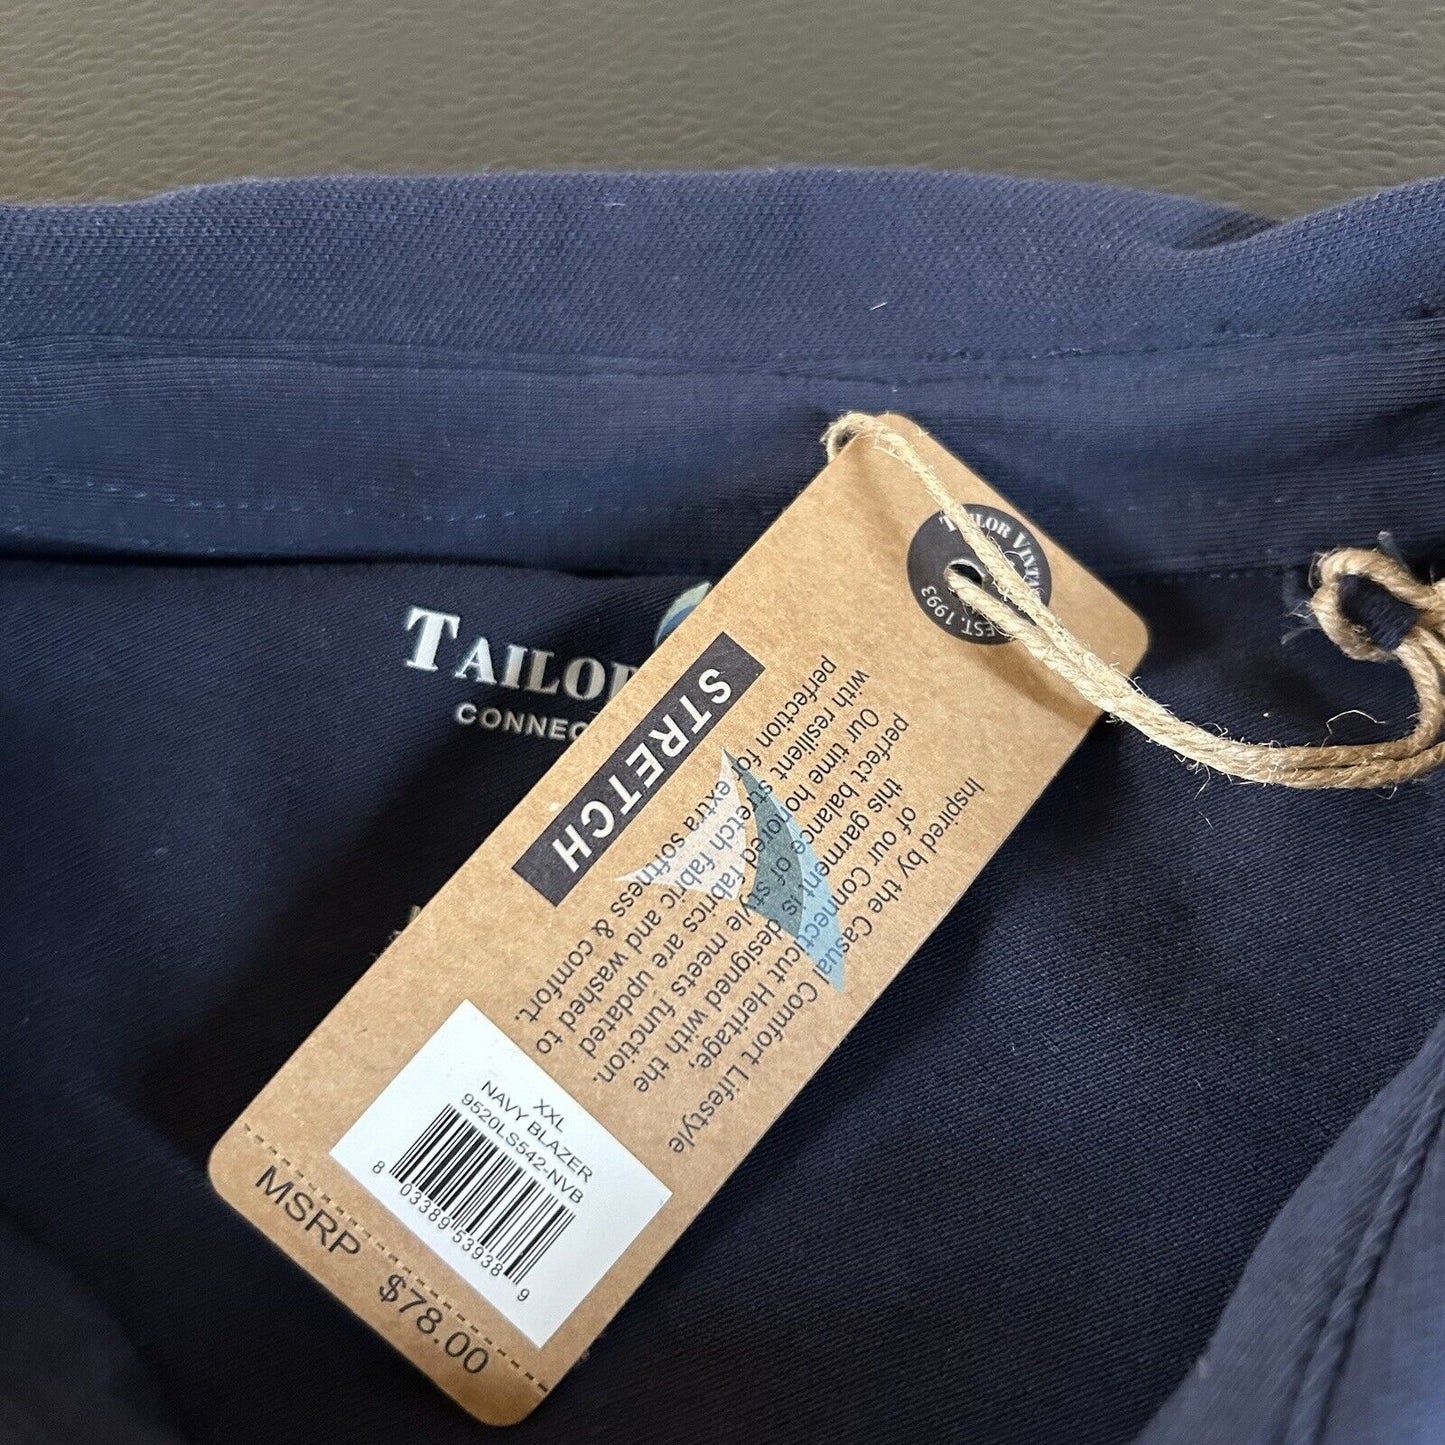 TAILOR
CONNEC
TAILOR VINTA
EST. 1993
STRETCH
Inspired by the Casual Comfort Lifestyle
of our Connecticut Heritage,
this garment is designed with the
perfect balance of style meets function.
Our time honored fabrics are updated
with resilient stretch fabric and washed to
perfection for extra softness & comfort.
XXL
NAVY BLAZER
9520LS542-NVB
8 03389 53938 9
MSRP $78.00